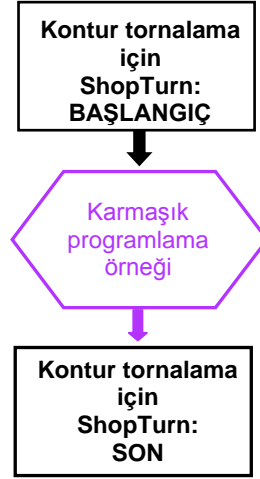 Kontur tornalama
için
ShopTurn:
BAŞLANGIÇ
Karmaşık
programlama
örneği
Kontur tornalama
için
ShopTurn:
SON